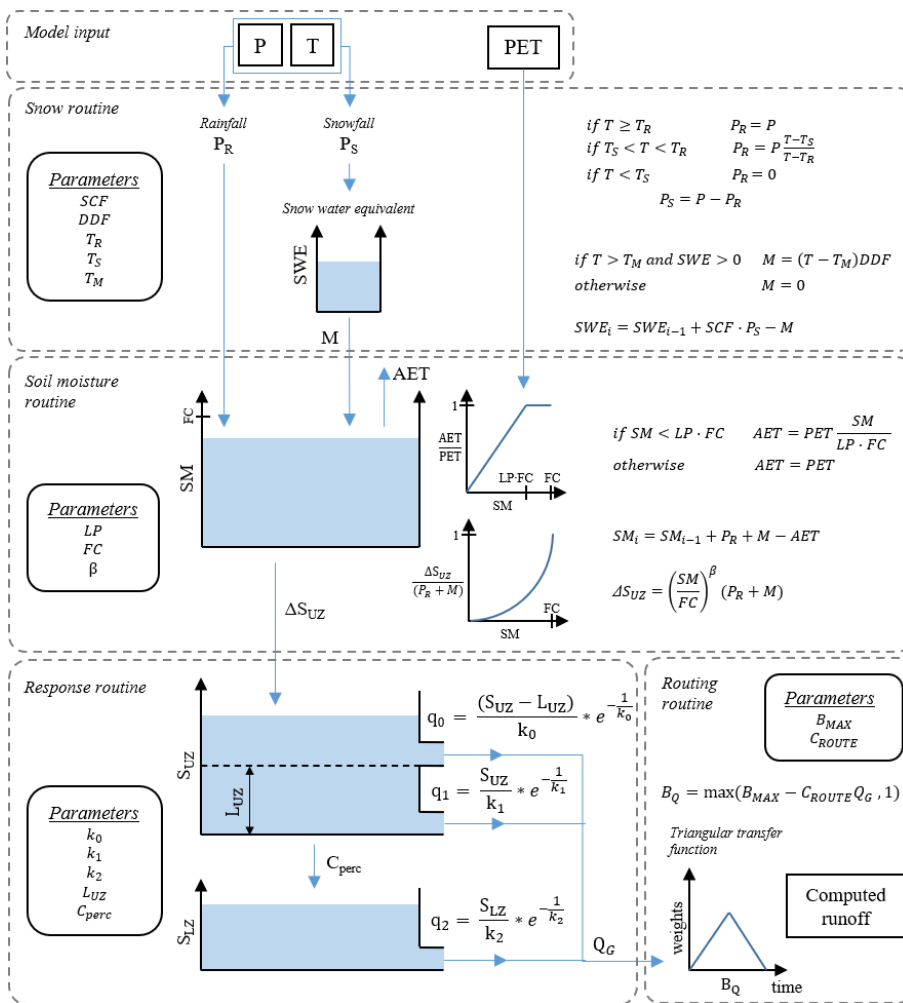 Model input
P T PET
Snow routine
Rainfall
P_R
Snowfall
P_S
Parameters
SCF
DDF
T_R
T_S
T_M
Snow water equivalent
SWE
M
if T ≥ T_R P_R = P
if T_S < T < T_R P_R = P (T−T_S)/(T−T_R)
if T < T_S P_R = 0
P_S = P − P_R
if T > T_M and SWE > 0 M = (T − T_M)DDF
otherwise M = 0
SWE_i = SWE_{i−1} + SCF · P_S − M
Soil moisture
routine
AET
FC
SM
Parameters
LP
FC
β
1
AET/PET
LP·FC FC
SM
1
ΔS_UZ/(P_R + M)
FC
SM
if SM < LP · FC AET = PET SM/(LP · FC)
otherwise AET = PET
SM_i = SM_{i−1} + P_R + M − AET
ΔS_UZ = (SM/FC)^β (P_R + M)
ΔS_UZ
Response routine
Parameters
k_0
k_1
k_2
L_UZ
C_perc
S_UZ
L_UZ
q_0 = (S_UZ − L_UZ)/k_0 * e^{−1/k_0}
q_1 = S_UZ/k_1 * e^{−1/k_1}
C_perc
S_LZ
q_2 = S_LZ/k_2 * e^{−1/k_2}
Q_G
Routing
routine
Parameters
B_MAX
C_ROUTE
B_Q = max(B_MAX − C_ROUTE Q_G , 1)
Triangular transfer
function
weights
B_Q time
Computed
runoff